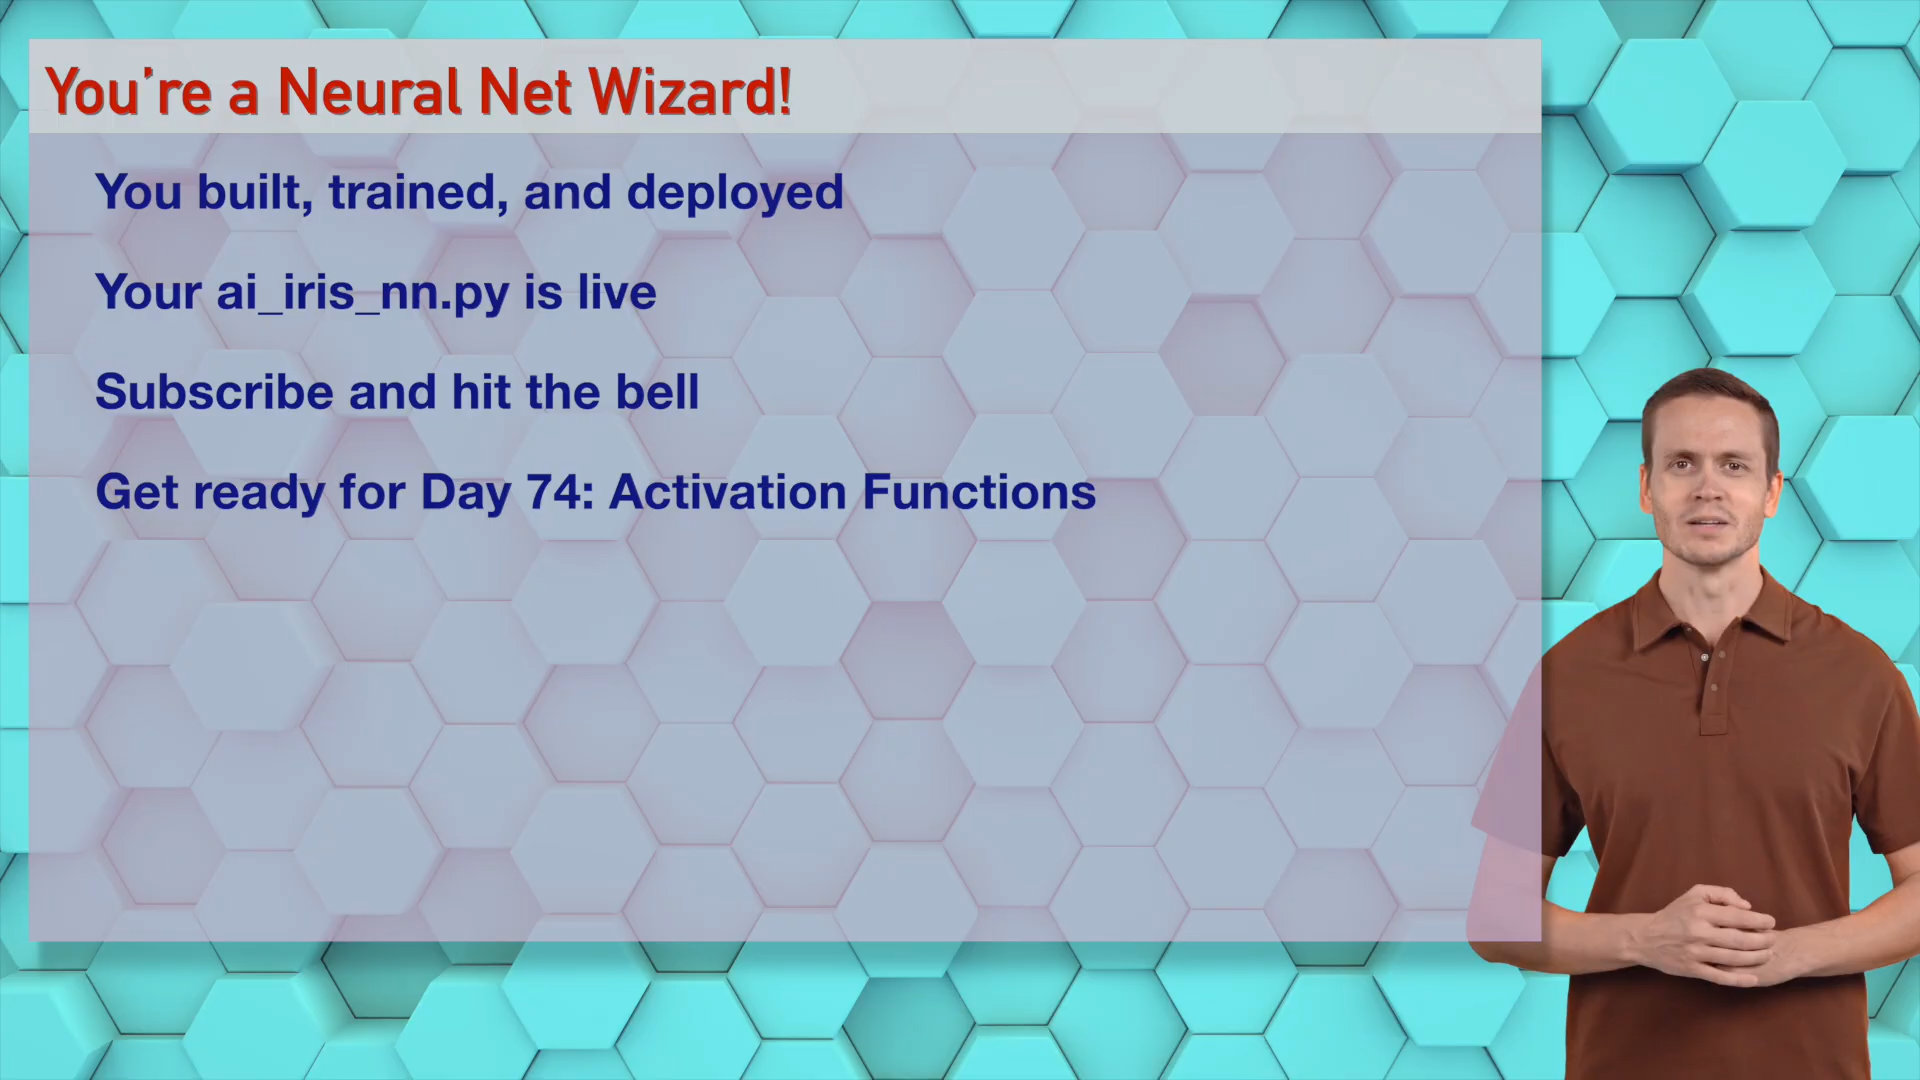 You’re a Neural Net Wizard!
You built, trained, and deployed
Your ai_iris_nn.py is live
Subscribe and hit the bell
Get ready for Day 74: Activation Functions